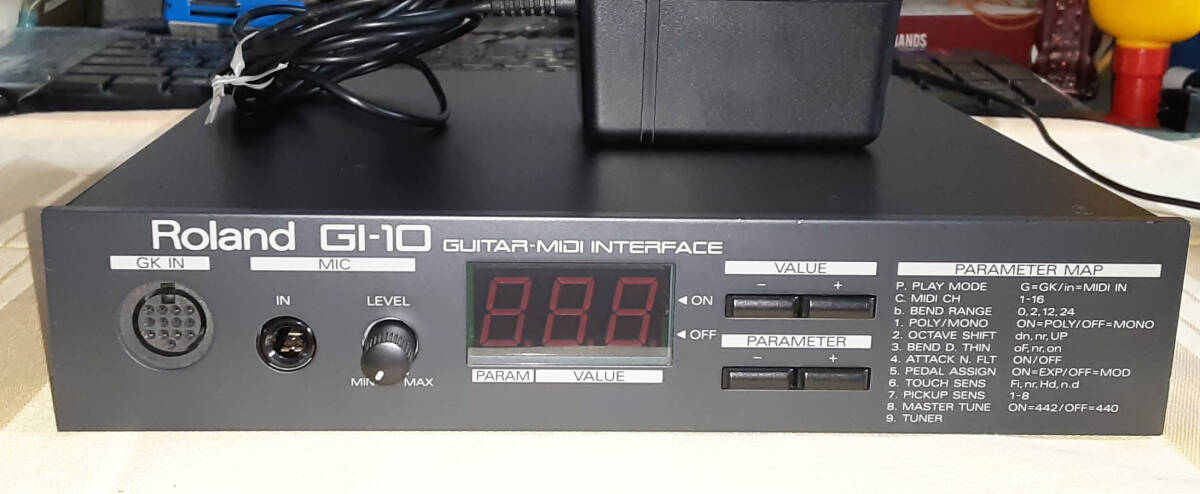 ANDS
Roland GI-10 GUITAR-MIDI INTERFACE
GK IN
MIC
IN
LEVEL
MIN
MAX
ON
OFF
PARAM
VALUE
VALUE
- +
PARAMETER
- +
PARAMETER MAP
P. PLAY MODE G=GK/in=MIDI IN
C. MIDI CH 1-16
b. BEND RANGE 0,2,12,24
1. POLY/MONO ON=POLY/OFF=MONO
2. OCTAVE SHIFT dn,nr,UP
3. BEND D. THIN oF,nr,on
4. ATTACK N. FLT ON/OFF
5. PEDAL ASSIGN ON=EXP/OFF=MOD
6. TOUCH SENS Fi,nr,Hd,n.d
7. PICKUP SENS 1-8
8. MASTER TUNE ON=442/OFF=440
9. TUNER